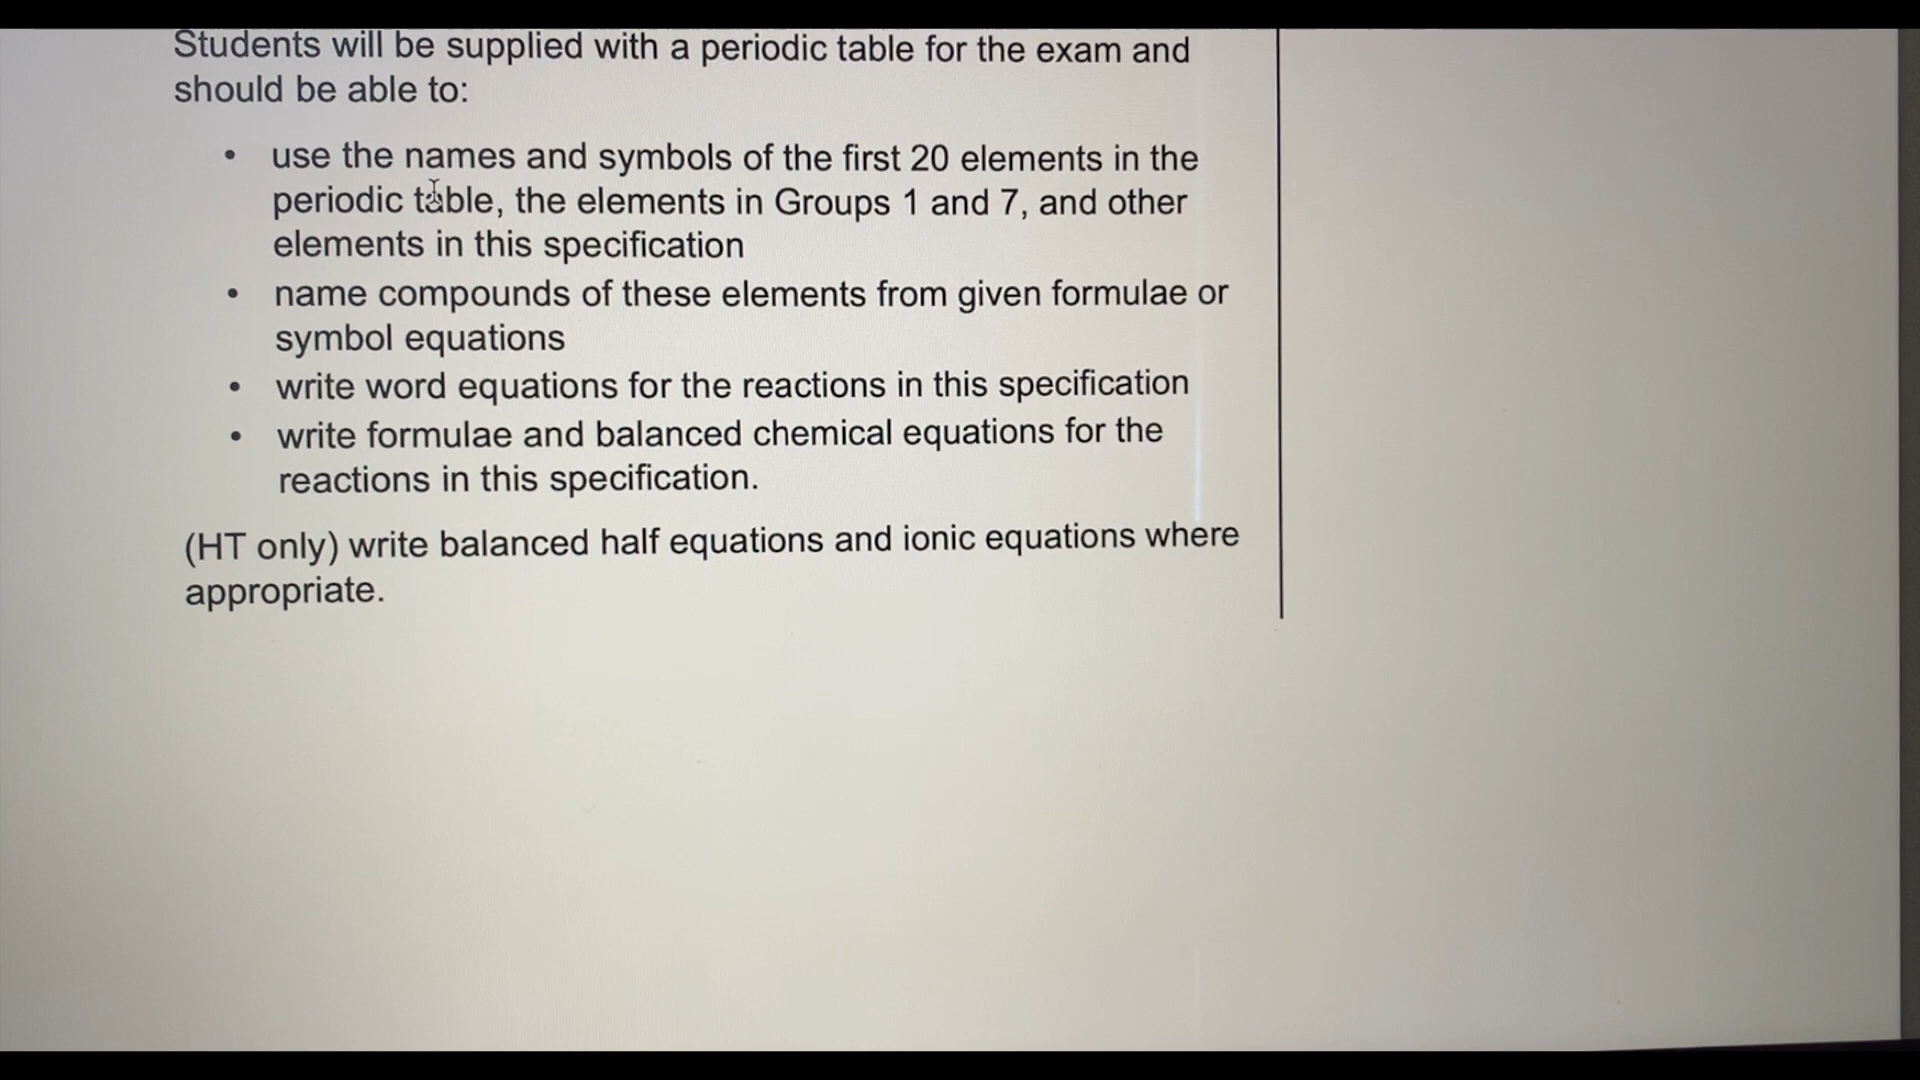 Students will be supplied with a periodic table for the exam and
should be able to:
• use the names and symbols of the first 20 elements in the
periodic table, the elements in Groups 1 and 7, and other
elements in this specification
• name compounds of these elements from given formulae or
symbol equations
• write word equations for the reactions in this specification
• write formulae and balanced chemical equations for the
reactions in this specification.
(HT only) write balanced half equations and ionic equations where
appropriate.